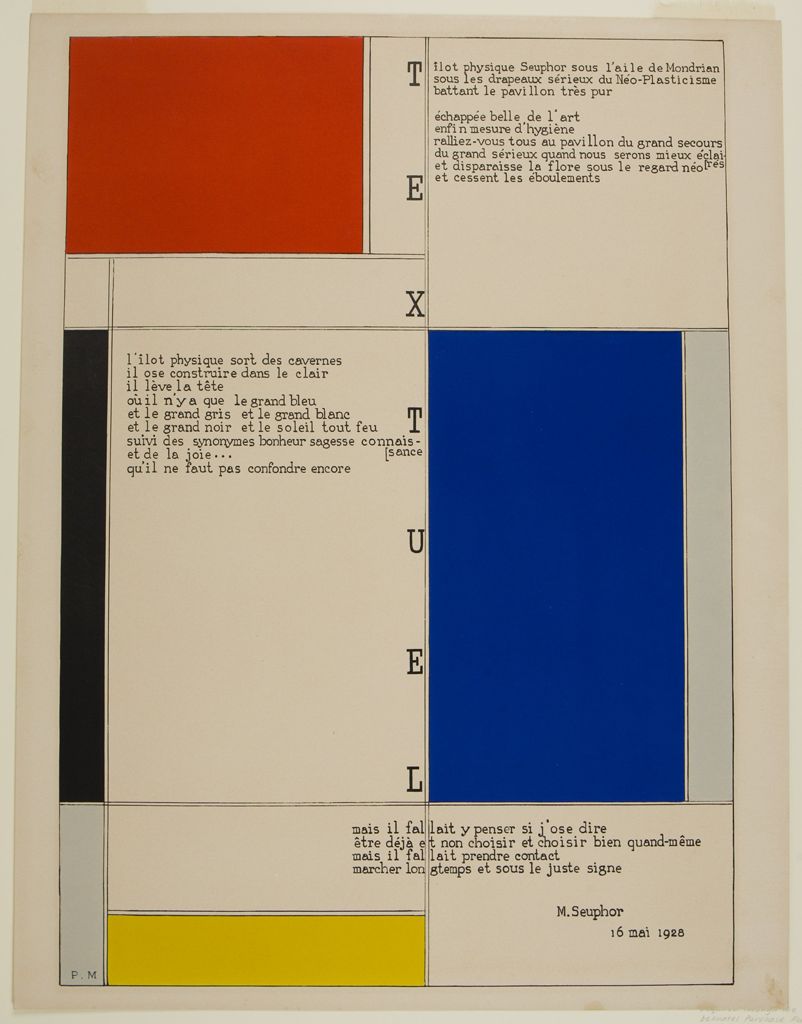 T
E
X
T
U
E
L
îlot physique Seuphor sous l'aile de Mondrian
sous les drapeaux sérieux du Néo-Plasticisme
battant le pavillon très pur
échappée belle de l'art
enfin mesure d'hygiène
ralliez-vous tous au pavillon du grand secours
du grand sérieux quand nous serons mieux éclai-
et disparaisse la flore sous le regard néo [rés
et cessent les éboulements
l'îlot physique sort des cavernes
il ose construire dans le clair
il lève la tête
où il n'y a que le grand bleu
et le grand gris et le grand blanc
et le grand noir et le soleil tout feu
suivi des synonymes bonheur sagesse connais-
et de la joie... [sance
qu'il ne faut pas confondre encore
mais il fallait y penser si j'ose dire
être déjà et non choisir et choisir bien quand-même
mais il fallait prendre contact
marcher longtemps et sous le juste signe
M. Seuphor
16 mai 1928
P. M